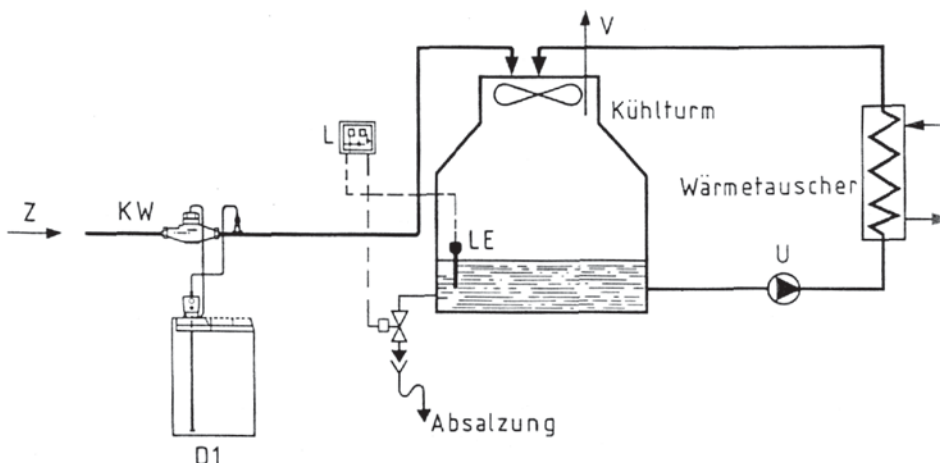 V
Kühlturm
L
Wärmetauscher
Z
KW
LE
U
Absalzung
D1